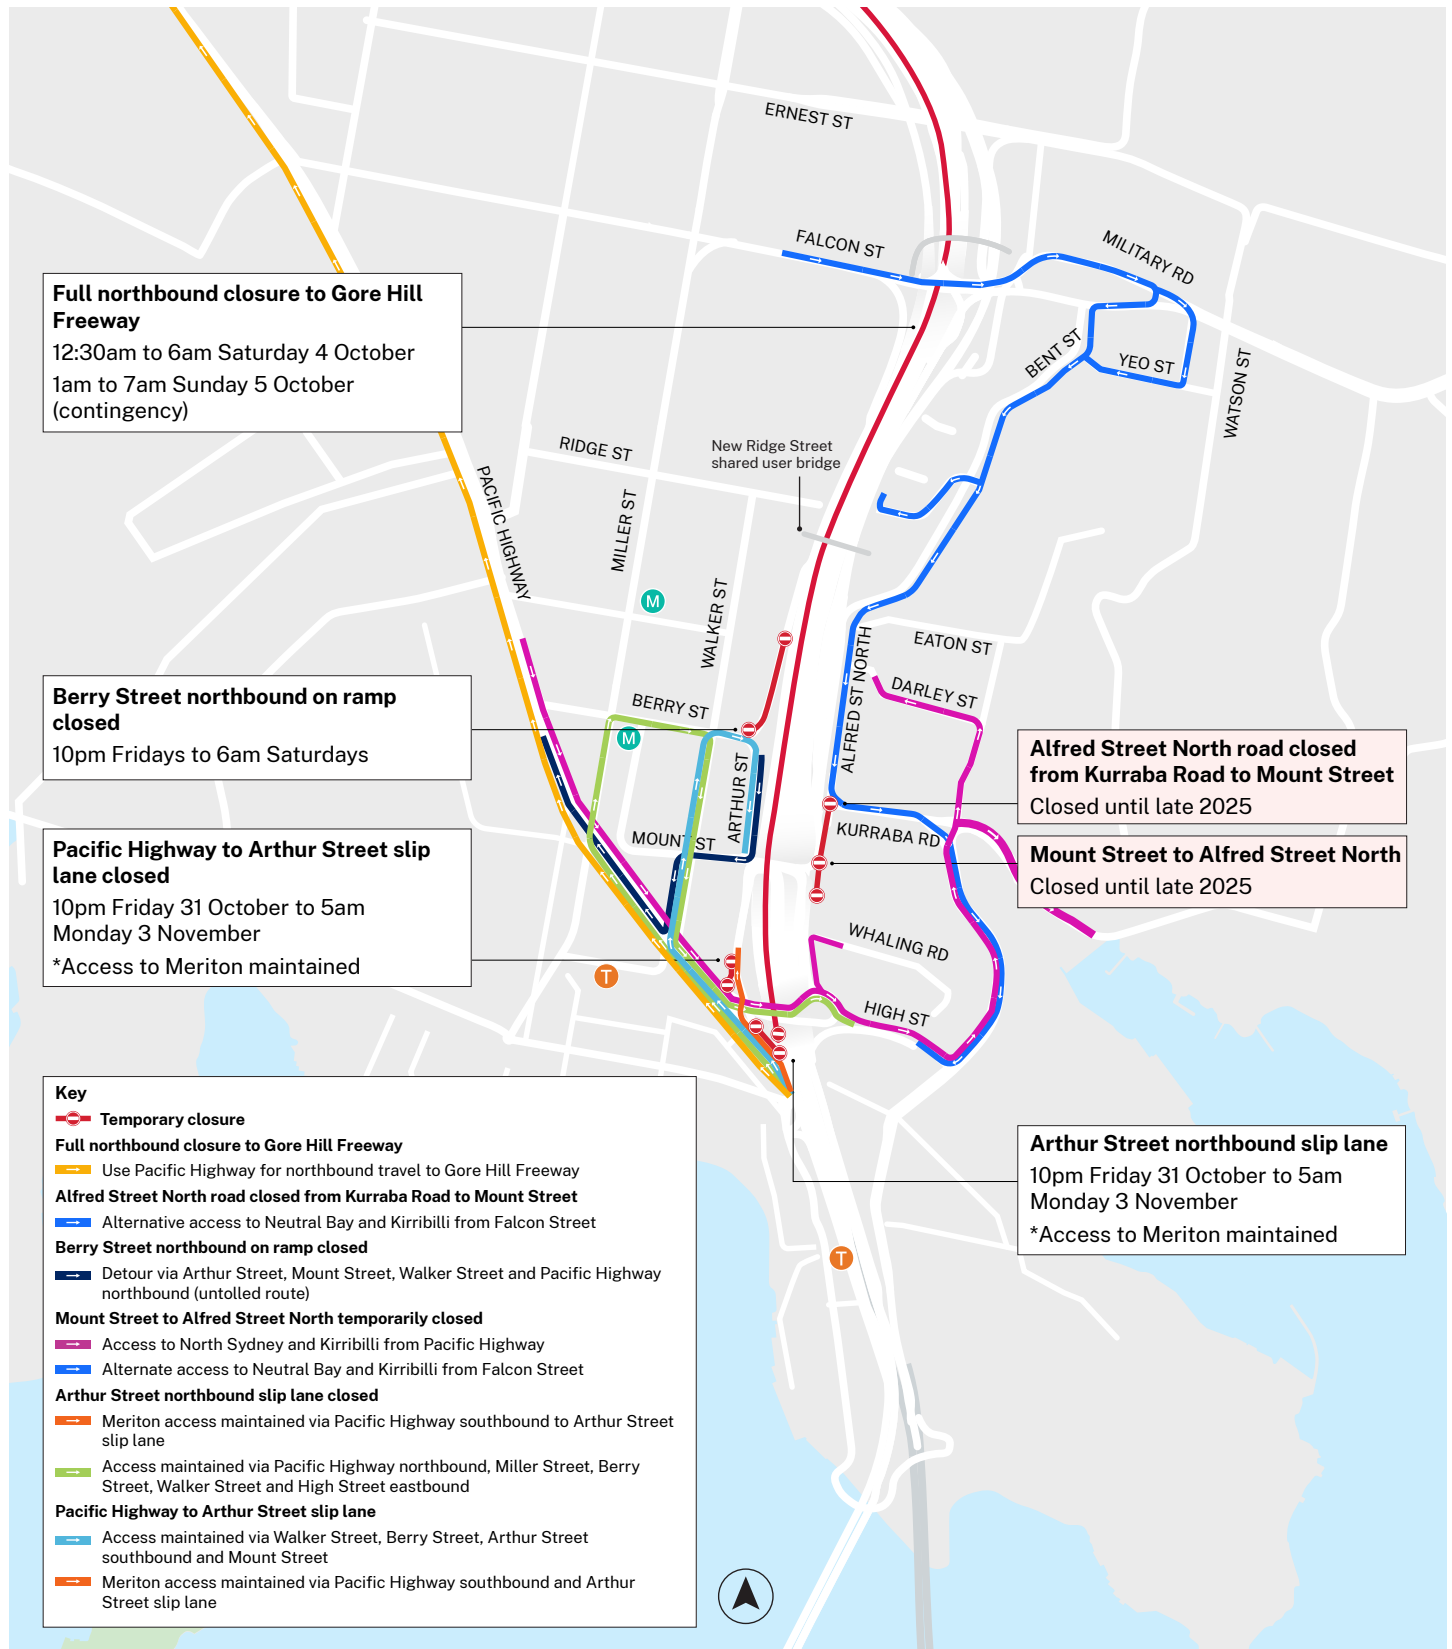 ERNEST ST
FALCON ST
MILITARY RD
Full northbound closure to Gore Hill
Freeway
12:30am to 6am Saturday 4 October
1am to 7am Sunday 5 October
(contingency)
BENT ST
YEO ST
WATSON ST
RIDGE ST
New Ridge Street
shared user bridge
PACIFIC HIGHWAY
MILLER ST
M
WALKER ST
EATON ST
ALFRED ST NORTH
DARLEY ST
Berry Street northbound on ramp
closed
10pm Fridays to 6am Saturdays
BERRY ST
M
ARTHUR ST
Alfred Street North road closed
from Kurraba Road to Mount Street
Closed until late 2025
MOUNT ST
KURRABA RD
Mount Street to Alfred Street North
Closed until late 2025
Pacific Highway to Arthur Street slip
lane closed
10pm Friday 31 October to 5am
Monday 3 November
*Access to Meriton maintained
WHALING RD
T
HIGH ST
Key
Temporary closure
Full northbound closure to Gore Hill Freeway
Use Pacific Highway for northbound travel to Gore Hill Freeway
Alfred Street North road closed from Kurraba Road to Mount Street
Alternative access to Neutral Bay and Kirribilli from Falcon Street
Berry Street northbound on ramp closed
Detour via Arthur Street, Mount Street, Walker Street and Pacific Highway
northbound (untolled route)
Mount Street to Alfred Street North temporarily closed
Access to North Sydney and Kirribilli from Pacific Highway
Alternate access to Neutral Bay and Kirribilli from Falcon Street
Arthur Street northbound slip lane closed
Meriton access maintained via Pacific Highway southbound to Arthur Street
slip lane
Access maintained via Pacific Highway northbound, Miller Street, Berry
Street, Walker Street and High Street eastbound
Pacific Highway to Arthur Street slip lane
Access maintained via Walker Street, Berry Street, Arthur Street
southbound and Mount Street
Meriton access maintained via Pacific Highway southbound and Arthur
Street slip lane
Arthur Street northbound slip lane
10pm Friday 31 October to 5am
Monday 3 November
*Access to Meriton maintained
T